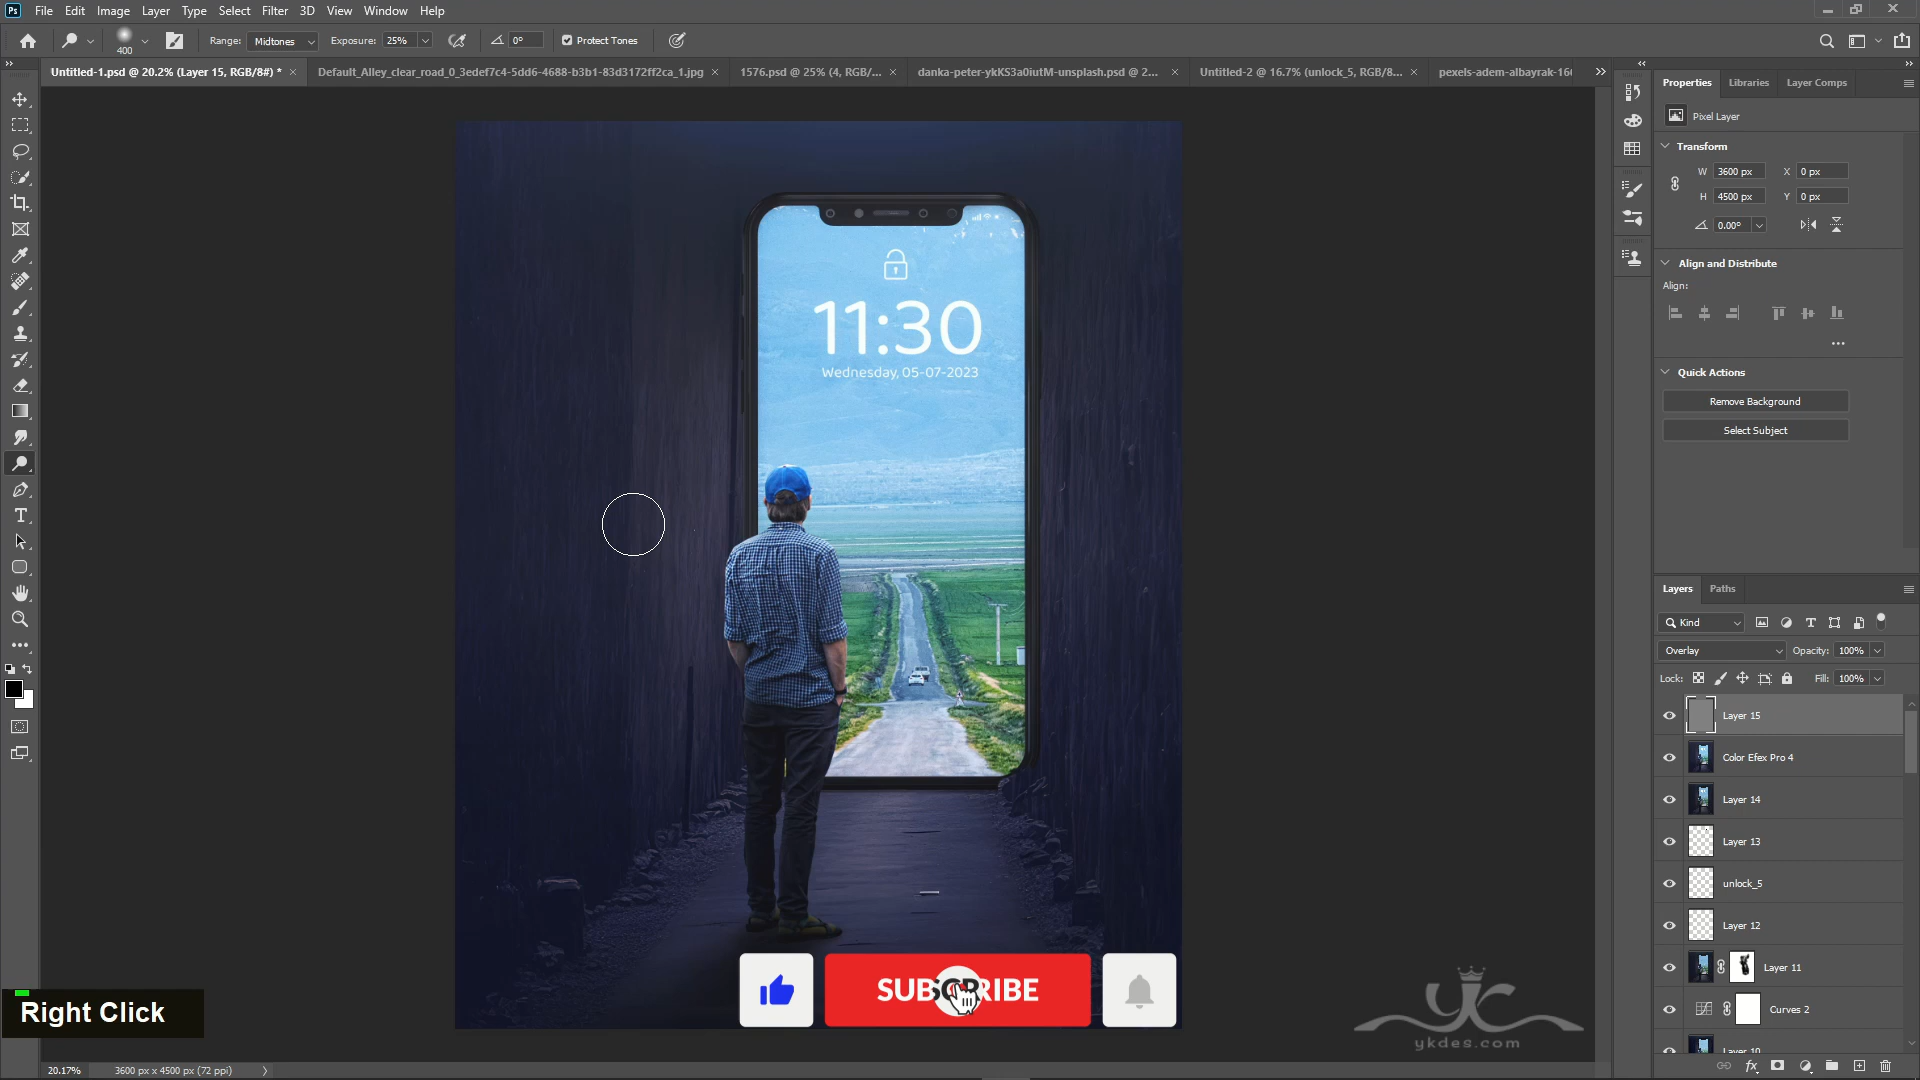 Ps File Edit Image Layer Type Select Filter 3D View Window Help
400 Range: Midtones Exposure: 25% 0° Protect Tones
Untitled-1.psd @ 20.2% (Layer 15, RGB/8#) * × Default_Alley_clear_road_0_3edef7c4-5dd6-4688-b3b1-83d3172ff2ca_1.jpg × 1576.psd @ 25% (4, RGB/... × danka-peter-ykKS3a0iutM-unsplash.psd @ 2... × Untitled-2 @ 16.7% (unlock_5, RGB/8... ×
Properties Libraries Layer Comps
Pixel Layer
Transform
W 3600 px X 0 px
H 4500 px Y 0 px
0.00°
Align and Distribute
Align:
Quick Actions
Remove Background
Select Subject
11:30
Wednesday, 05-07-2023
Layers Paths
Kind
Overlay Opacity: 100%
Lock: Fill: 100%
Layer 15
Color Efex Pro 4
Layer 14
Layer 13
unlock_5
Layer 12
Layer 11
Curves 2
Layer 10
SUBSCRIBE
Right Click
ykdes.com
20.17% 3600 px x 4500 px (72 ppi)